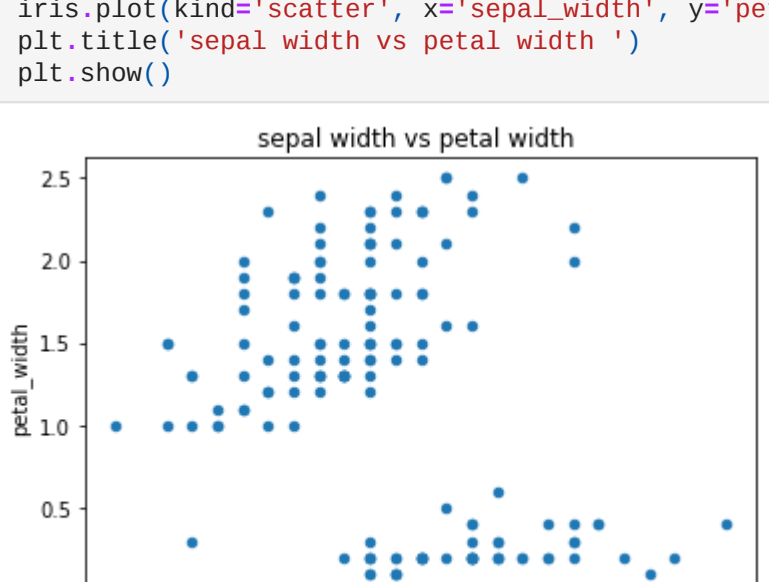 iris.plot(kind='scatter', x='sepal_width', y='pe
plt.title('sepal width vs petal width ')
plt.show()
sepal width vs petal width
2.5
2.0
1.5
1.0
0.5
petal_width